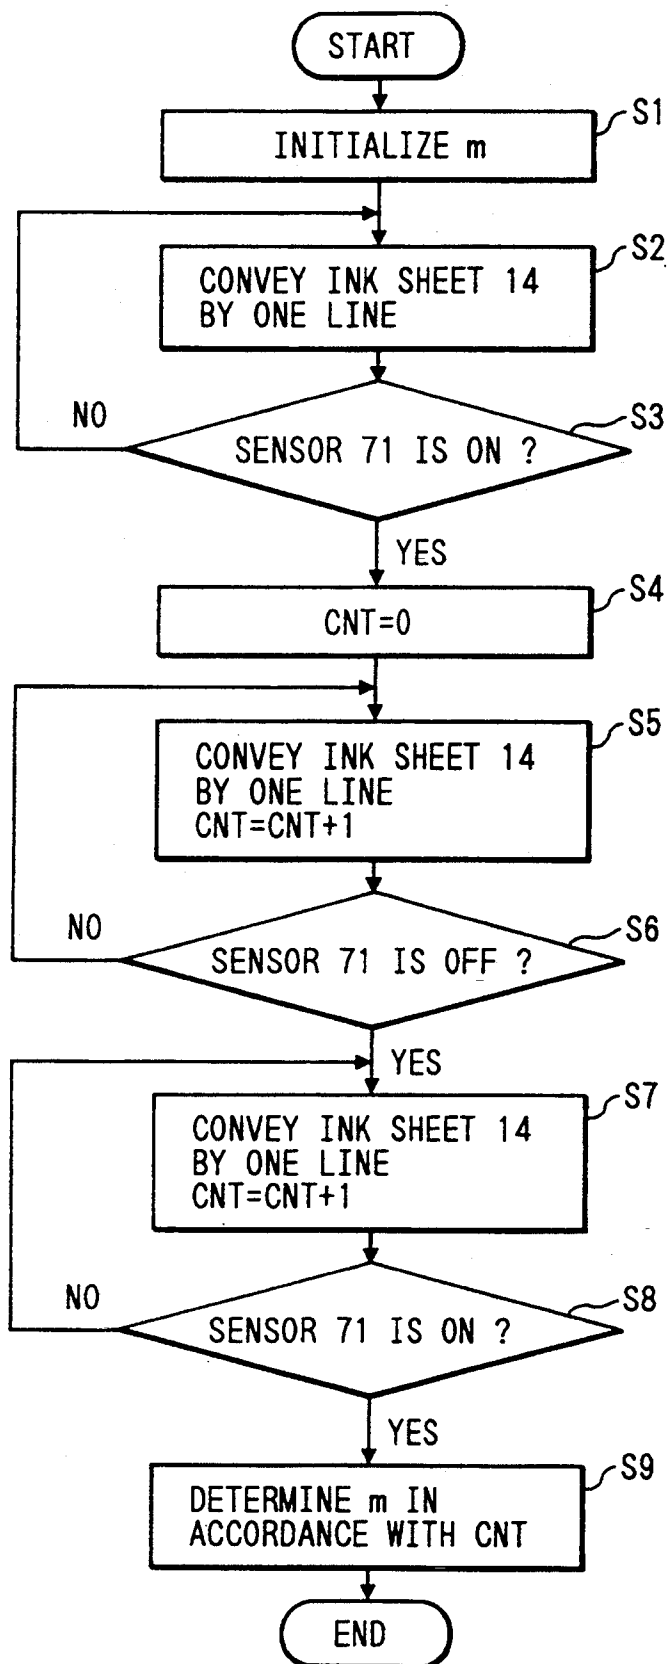 START
S1
INITIALIZE m
S2
CONVEY INK SHEET 14
BY ONE LINE
NO
S3
SENSOR 71 IS ON ?
YES
S4
CNT=0
S5
CONVEY INK SHEET 14
BY ONE LINE
CNT=CNT+1
NO
S6
SENSOR 71 IS OFF ?
YES
S7
CONVEY INK SHEET 14
BY ONE LINE
CNT=CNT+1
NO
S8
SENSOR 71 IS ON ?
YES
S9
DETERMINE m IN
ACCORDANCE WITH CNT
END